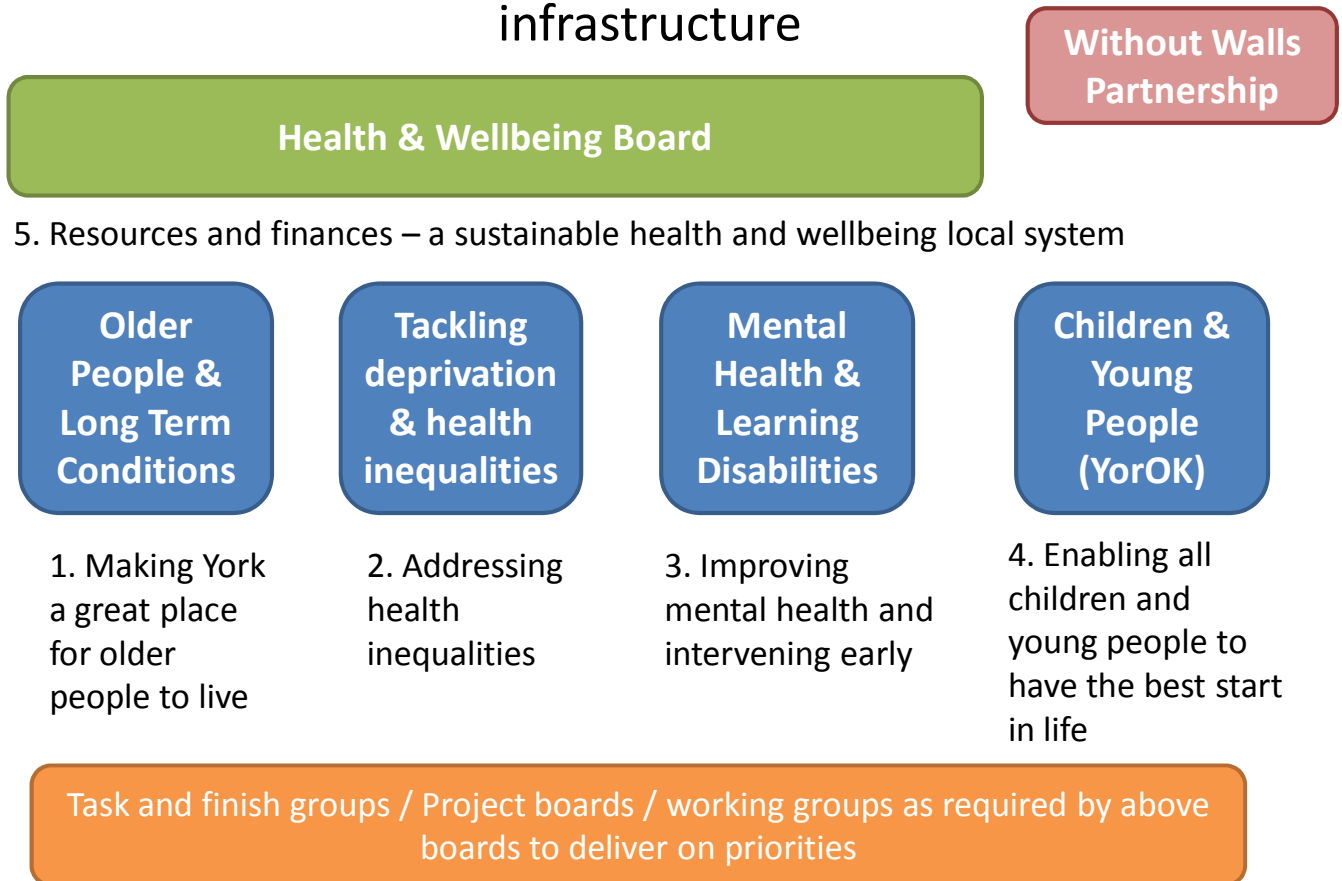 infrastructure
Without Walls
Partnership
Health & Wellbeing Board
5. Resources and finances – a sustainable health and wellbeing local system
Older
People &
Long Term
Conditions
Tackling
deprivation
& health
inequalities
Mental
Health &
Learning
Disabilities
Children &
Young
People
(YorOK)
1. Making York
a great place
for older
people to live
2. Addressing
health
inequalities
3. Improving
mental health and
intervening early
4. Enabling all
children and
young people to
have the best start
in life
Task and finish groups / Project boards / working groups as required by above
boards to deliver on priorities